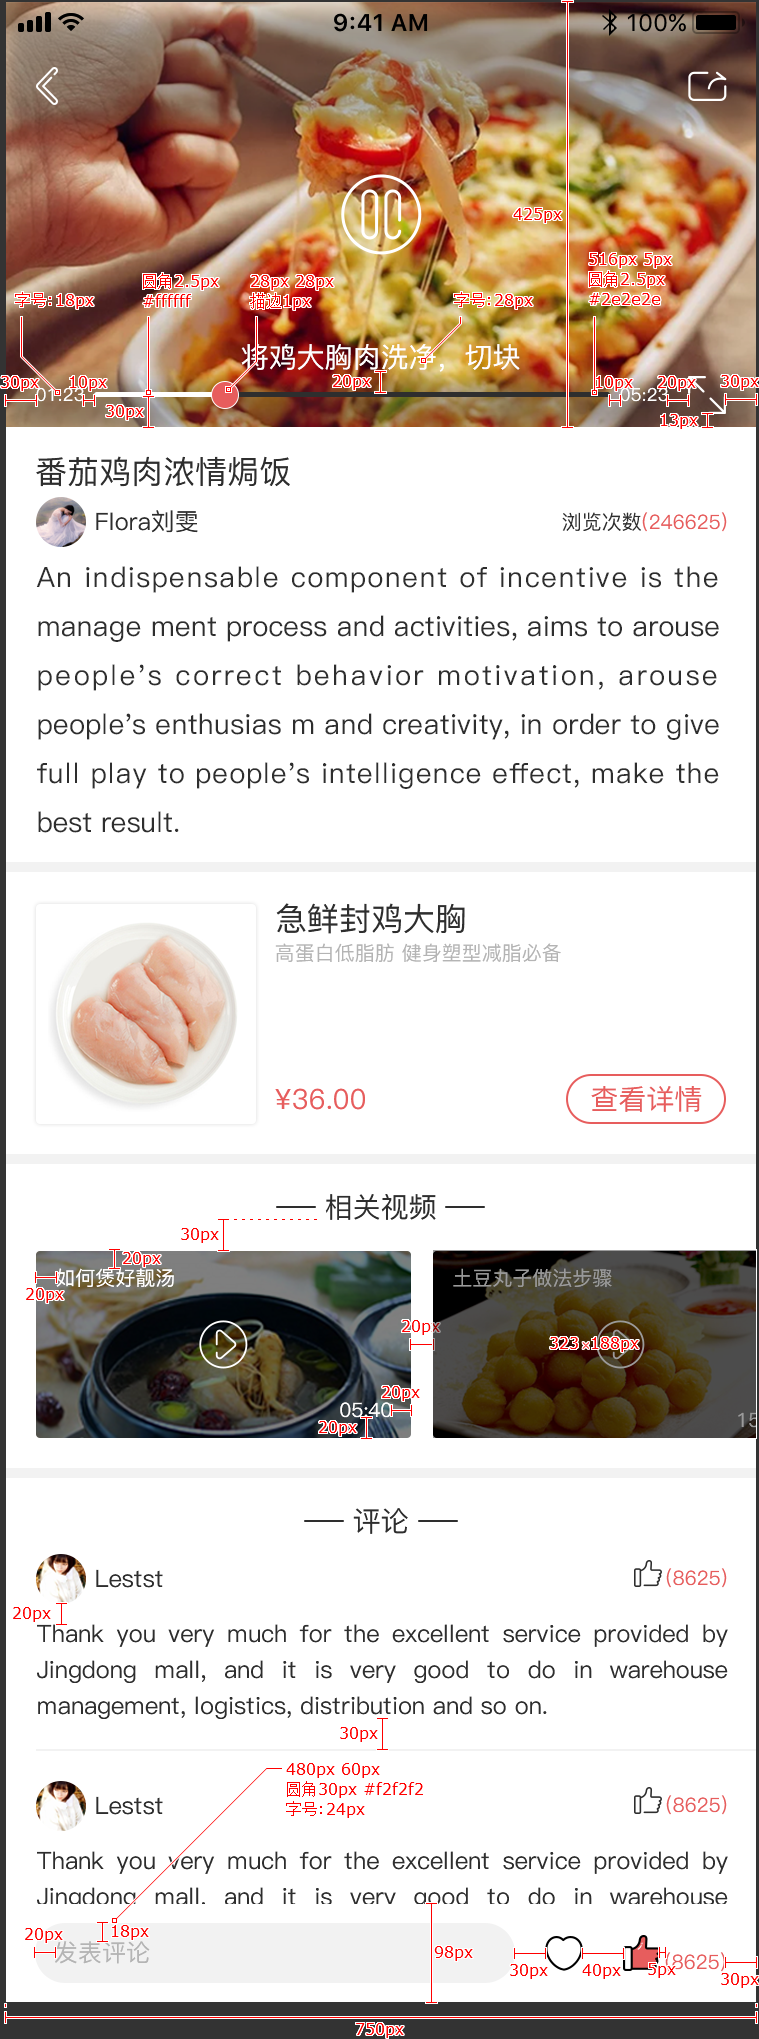 9:41 AM
100%
425px
516px 5px
圆角2.5px
#2e2e2e
圆角2.5px
#ffffff
28px 28px
描边1px
字号:18px
字号:28px
将鸡大胸肉洗净，切块
30px
10px
20px
10px
20px
30px
01:23
05:23
30px
13px
番茄鸡肉浓情焗饭
Flora刘雯
浏览次数(246625)
An indispensable component of incentive is the
manage ment process and activities, aims to arouse
people's correct behavior motivation, arouse
people's enthusias m and creativity, in order to give
full play to people's intelligence effect, make the
best result.
急鲜封鸡大胸
高蛋白低脂肪 健身塑型减脂必备
¥36.00
查看详情
相关视频
30px
20px
如何煲好靓汤
20px
土豆丸子做法步骤
20px
323×188px
20px
05:40
20px
15
评论
Lestst
(8625)
20px
Thank you very much for the excellent service provided by
Jingdong mall, and it is very good to do in warehouse
management, logistics, distribution and so on.
30px
480px 60px
圆角30px #f2f2f2
字号:24px
Lestst
(8625)
Thank you very much for the excellent service provided by
Jingdong mall, and it is very good to do in warehouse
20px
18px
发表评论
98px
30px
40px
5px
(8625)
30px
750px